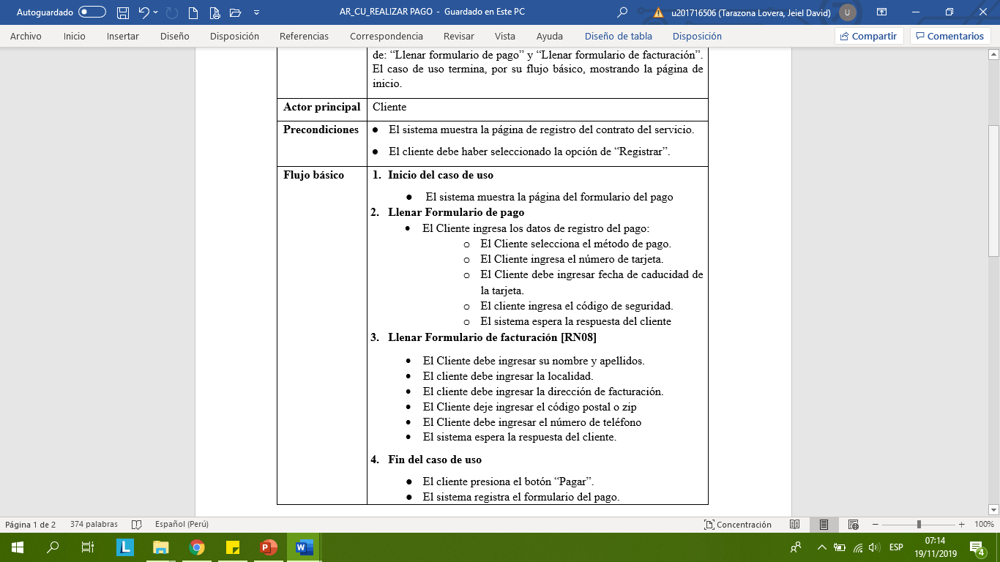 Autoguardado
AR_CU_REALIZAR PAGO - Guardado en Este PC
u201716506 (Tarazona Lovera, Jeiel David)
U
Archivo Inicio Insertar Diseño Disposición Referencias Correspondencia Revisar Vista Ayuda Diseño de tabla Disposición Compartir Comentarios
de: “Llenar formulario de pago” y “Llenar formulario de facturación”.
El caso de uso termina, por su flujo básico, mostrando la página de
inicio.
Actor principal Cliente
Precondiciones ● El sistema muestra la página de registro del contrato del servicio.
● El cliente debe haber seleccionado la opción de “Registrar”.
Flujo básico 1. Inicio del caso de uso
● El sistema muestra la página del formulario del pago
2. Llenar Formulario de pago
• El Cliente ingresa los datos de registro del pago:
o El Cliente selecciona el método de pago.
o El Cliente ingresa el número de tarjeta.
o El Cliente debe ingresar fecha de caducidad de
la tarjeta.
o El cliente ingresa el código de seguridad.
o El sistema espera la respuesta del cliente
3. Llenar Formulario de facturación [RN08]
• El Cliente debe ingresar su nombre y apellidos.
• El cliente debe ingresar la localidad.
• El cliente debe ingresar la dirección de facturación.
• El Cliente deje ingresar el código postal o zip
• El Cliente debe ingresar el número de teléfono
• El sistema espera la respuesta del cliente.
4. Fin del caso de uso
● El cliente presiona el botón “Pagar”.
● El sistema registra el formulario del pago.
Página 1 de 2 374 palabras Español (Perú) Concentración 100%
L P W ESP 07:14
19/11/2019 4